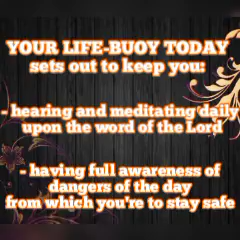 YOUR LIFE-BUOY TODAY
sets out to keep you:
- hearing and meditating daily
upon the word of the Lord
- having full awareness of
dangers of the day
from which you're to stay safe